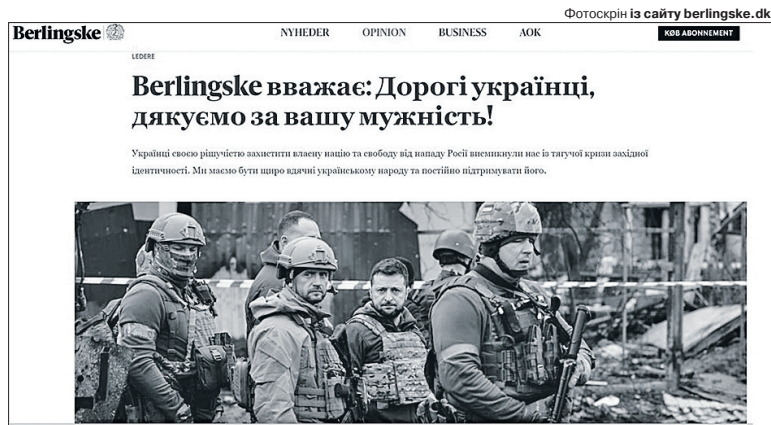 Фотоскрін із сайту berlingske.dk
Berlingske
NYHEDER OPINION BUSINESS AOK
KØB ABONNEMENT
LEDERE
Berlingske вважає: Дорогі українці,
дякуємо за вашу мужність!
Українці своєю рішучістю захистити власну націю та свободу від нападу Росії висмикнули нас із тягучої кризи західної
ідентичності. Ми маємо бути щиро вдячні українському народу та постійно підтримувати його.